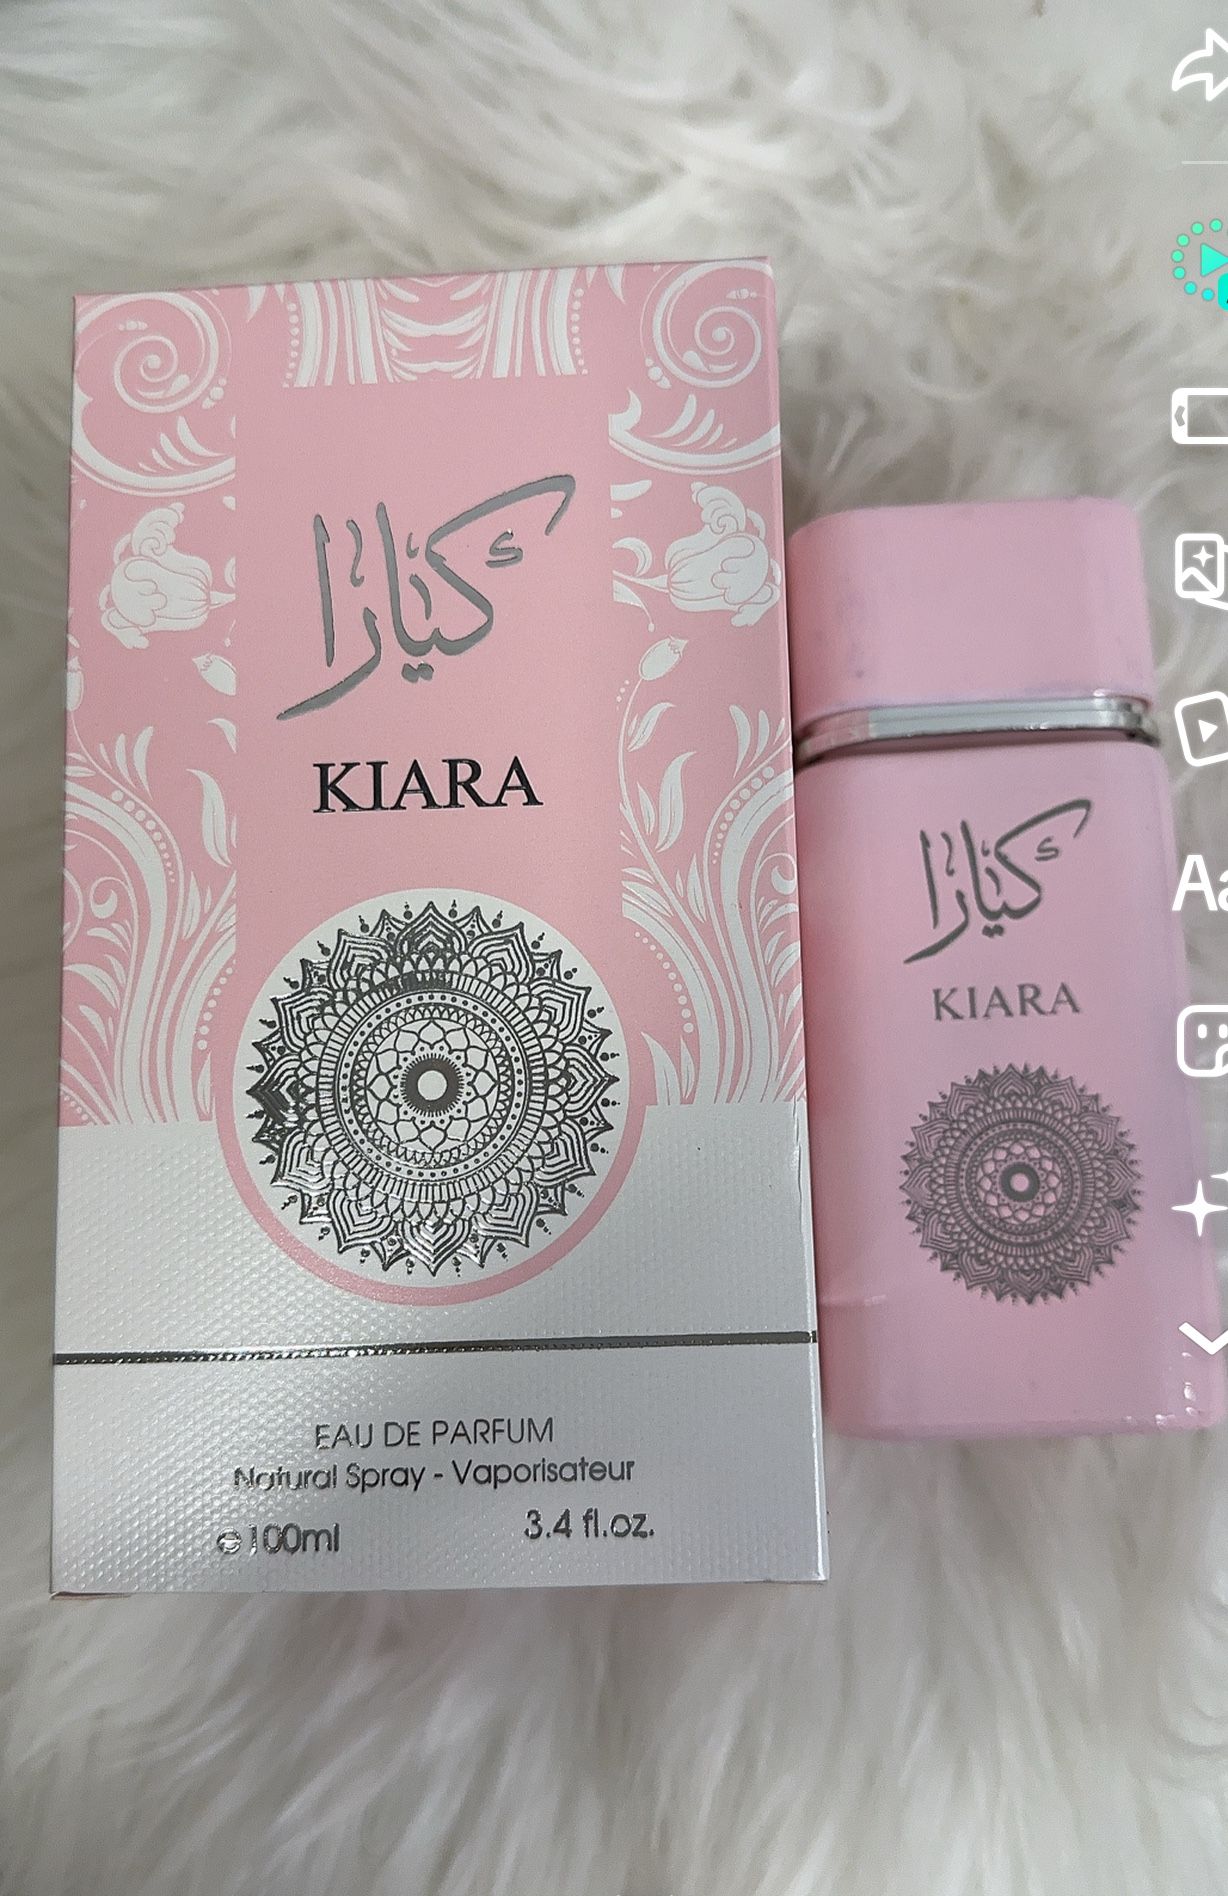 كيارا
KIARA
EAU DE PARFUM
Natural Spray - Vaporisateur
℮100ml 3.4 fl.oz.
كيارا
KIARA
Aa